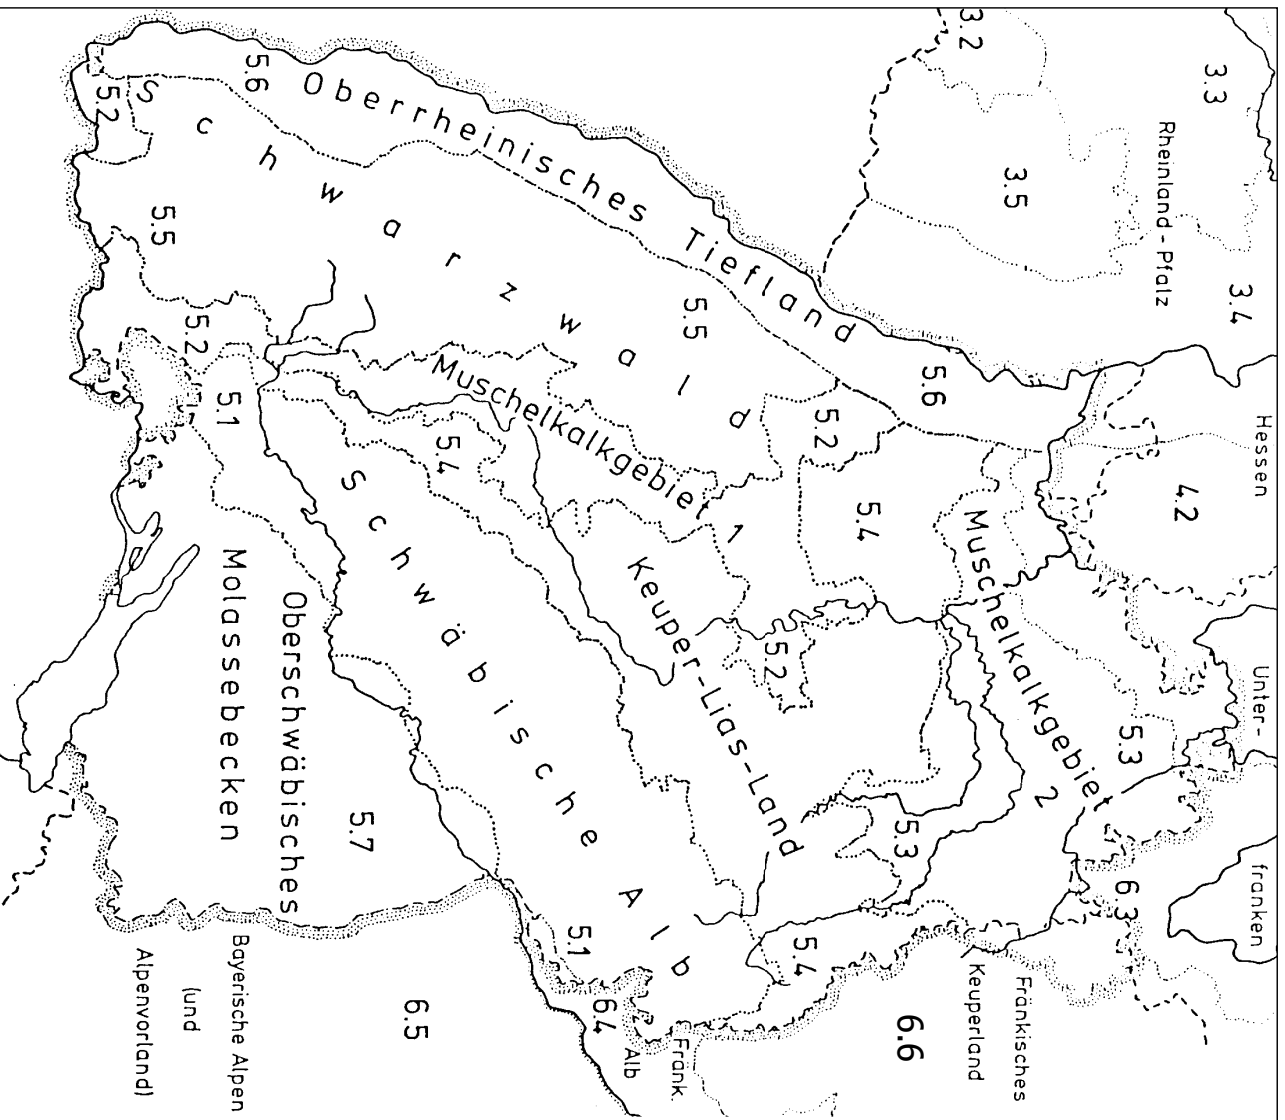 Hessen
Unter-
franken
3.4
3.3
4.2
Rheinland-Pfalz
5.3
6.3
Muschelkalkgebiet 2
3.5
Fränkisches
Keuperland
3.2
5.6
6.6
5.3
5.4
5.2
5.4
5.2
Keuper-Lias-Land
Oberrheinisches Tiefland
5.5
Muschelkalkgebiet 1
Fränk.
Alb
6.4
5.1
Schwarzwald
Schwäbische Alb
5.4
6.5
5.7
Oberschwäbisches
Molassebecken
5.6
5.1
Bayerische Alpen
(und
Alpenvorland)
5.2
5.5
5.2